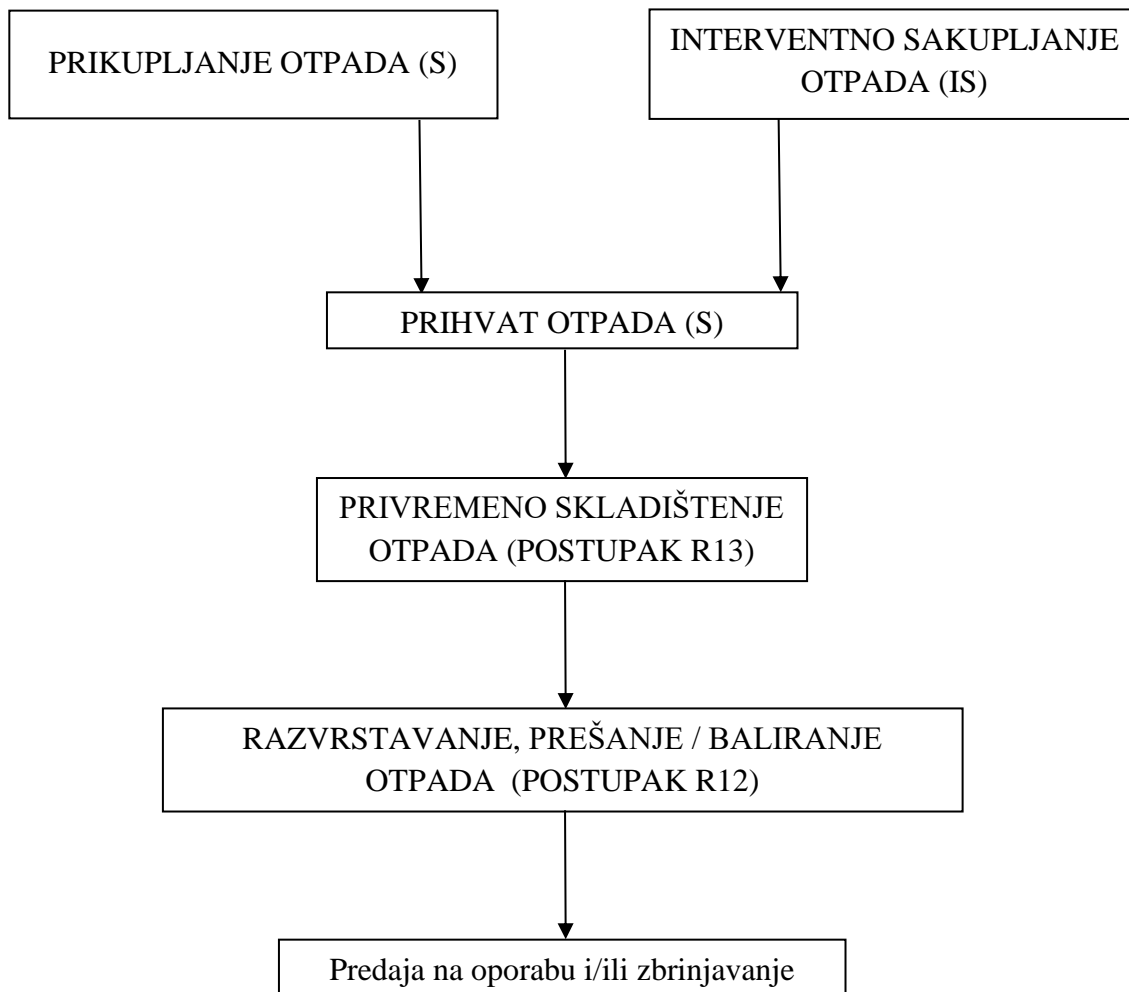 PRIKUPLJANJE OTPADA (S)
INTERVENTNO SAKUPLJANJE
OTPADA (IS)
PRIHVAT OTPADA (S)
PRIVREMENO SKLADIŠTENJE
OTPADA (POSTUPAK R13)
RAZVRSTAVANJE, PREŠANJE / BALIRANJE
OTPADA (POSTUPAK R12)
Predaja na oporabu i/ili zbrinjavanje